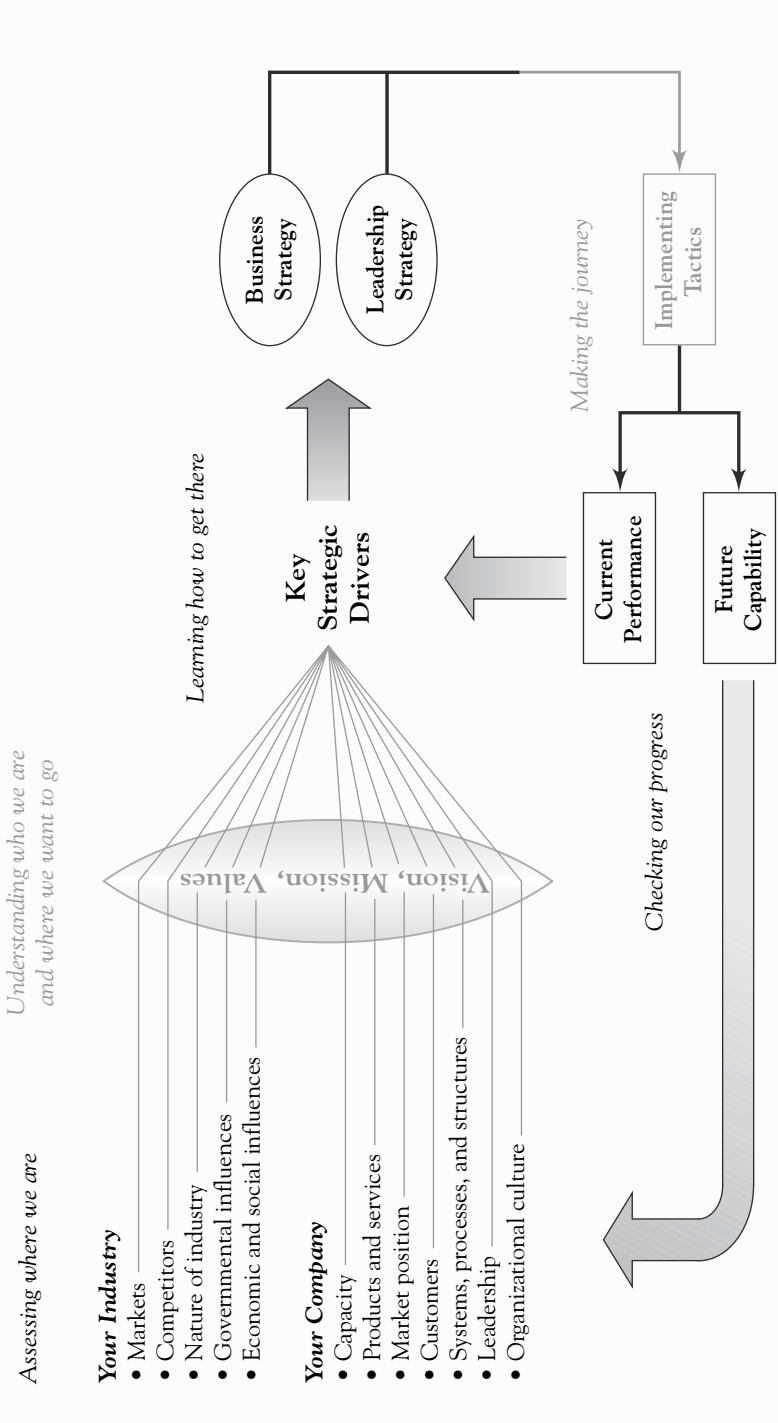 Assessing where we are
Understanding who we are
and where we want to go
Learning how to get there
Your Industry
• Markets
• Competitors
• Nature of industry
• Governmental influences
• Economic and social influences
Your Company
• Capacity
• Products and services
• Market position
• Customers
• Systems, processes, and structures
• Leadership
• Organizational culture
Vision, Mission, Values
Key
Strategic
Drivers
Business
Strategy
Leadership
Strategy
Making the journey
Implementing
Tactics
Current
Performance
Future
Capability
Checking our progress